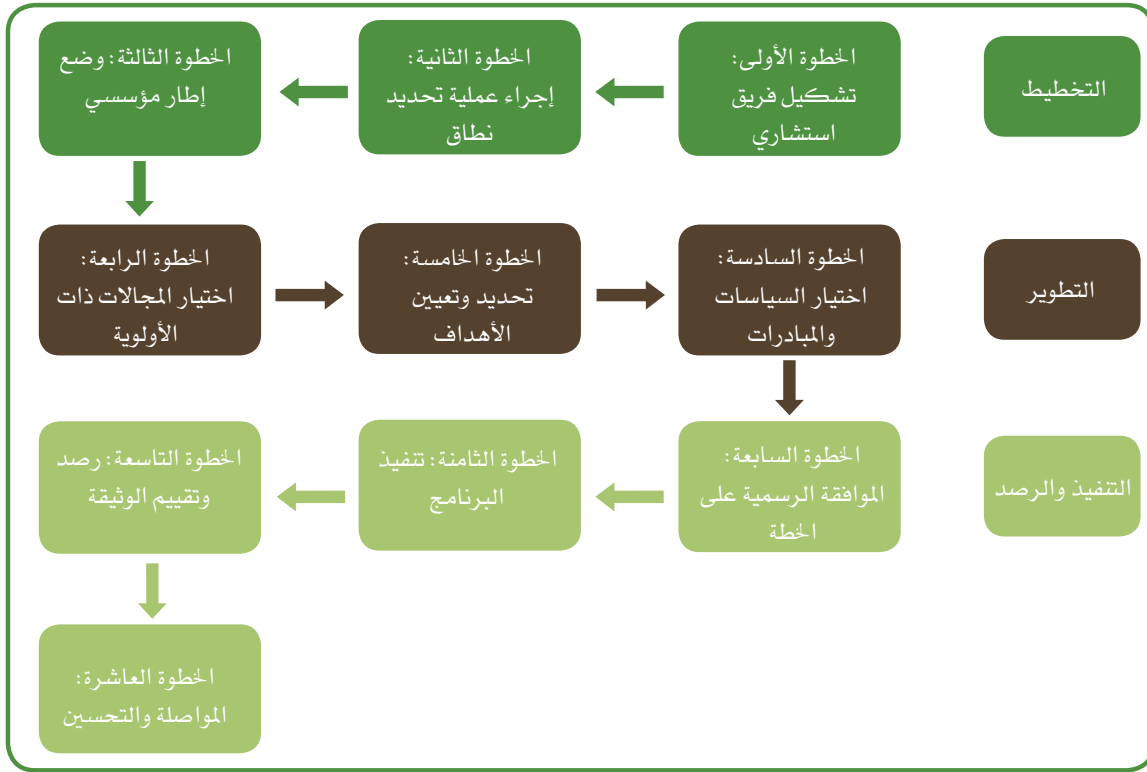 التخطيط
الخطوة الأولى:
تشكيل فريق
استشاري
الخطوة الثانية:
إجراء عملية تحديد
نطاق
الخطوة الثالثة: وضع
إطار مؤسسي
التطوير
الخطوة الرابعة:
اختيار المجالات ذات
الأولوية
الخطوة الخامسة:
تحديد وتعيين
الأهداف
الخطوة السادسة:
اختيار السياسات
والمبادرات
التنفيذ والرصد
الخطوة السابعة:
الموافقة الرسمية على
الخطة
الخطوة الثامنة: تنفيذ
البرنامج
الخطوة التاسعة: رصد
وتقييم الوثيقة
الخطوة العاشرة:
المواصلة والتحسين